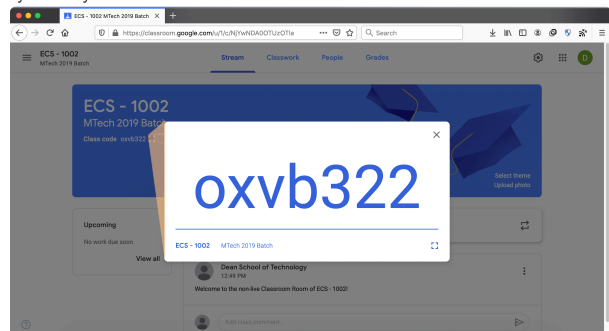 ECS - 1002 MTech 2019 Batch
https://classroom.google.com/u/1/c/NjYwNDA0OTUzOTIa
Search
ECS - 1002
MTech 2019 Batch
Stream
Classwork
People
Grades
D
ECS - 1002
MTech 2019 Batch
Class code oxvb322
Select theme
Upload photo
oxvb322
ECS - 1002 MTech 2019 Batch
Upcoming
No work due soon
View all
Dean School of Technology
12:49 PM
Welcome to the non-live Classroom Room of ECS - 1002!
Add class comment...